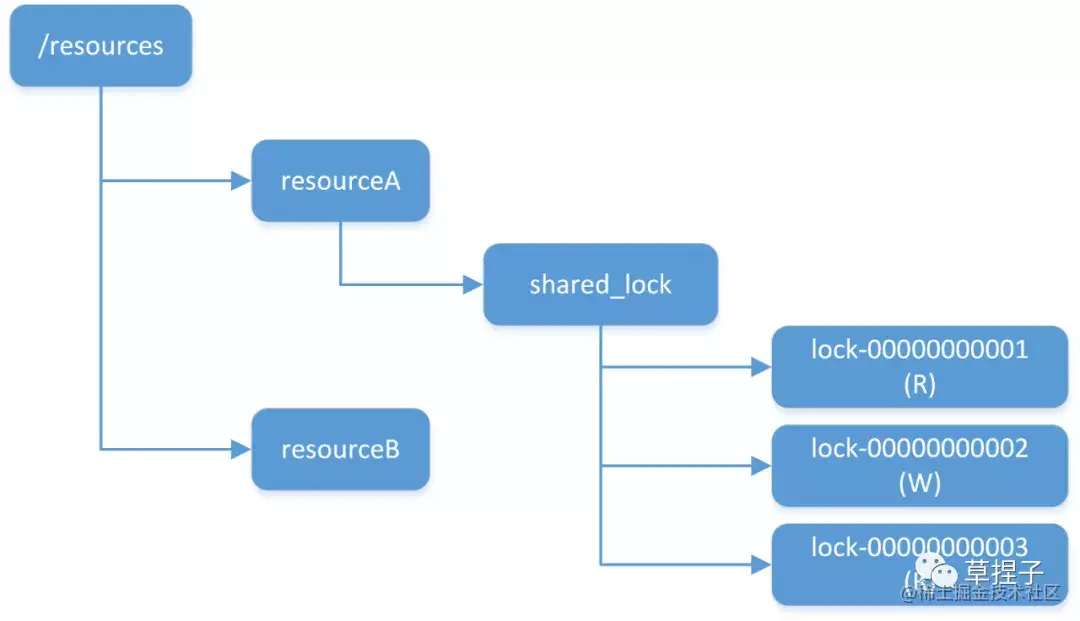 /resources
resourceA
shared_lock
lock-00000000001
(R)
resourceB
lock-00000000002
(W)
lock-00000000003
草捏子
@稀土掘金技术社区